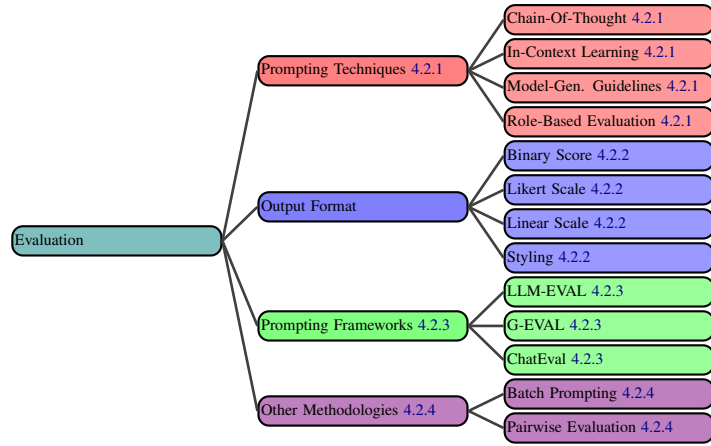 Evaluation
Prompting Techniques 4.2.1
Chain-Of-Thought 4.2.1
In-Context Learning 4.2.1
Model-Gen. Guidelines 4.2.1
Role-Based Evaluation 4.2.1
Output Format
Binary Score 4.2.2
Likert Scale 4.2.2
Linear Scale 4.2.2
Styling 4.2.2
Prompting Frameworks 4.2.3
LLM-EVAL 4.2.3
G-EVAL 4.2.3
ChatEval 4.2.3
Other Methodologies 4.2.4
Batch Prompting 4.2.4
Pairwise Evaluation 4.2.4